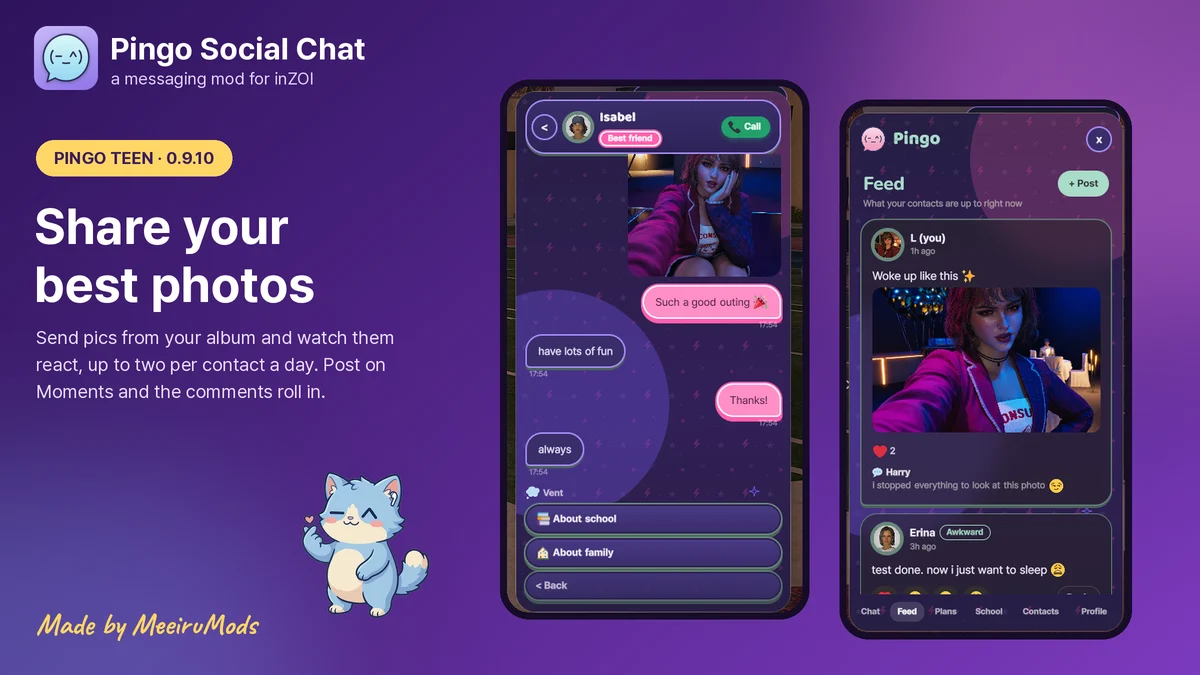 Pingo Social Chat
a messaging mod for inZOI
PINGO TEEN · 0.9.10
Share your
best photos
Send pics from your album and watch them
react, up to two per contact a day. Post on
Moments and the comments roll in.
Made by MeeiruMods
<
Isabel
Best friend
📞 Call
CONS
Such a good outing 🎉
17:54
have lots of fun
17:54
Thanks!
17:54
always
17:54
💭 Vent
📚 About school
🏠 About family
< Back
(-_^) Pingo
x
Feed
+ Post
What your contacts are up to right now
L (you)
1h ago
Woke up like this ✨
ONSU
❤️ 2
💬 Harry
I stopped everything to look at this photo 😏
Erina
Awkward
3h ago
test done. now i just want to sleep 😩
Chat
Feed
Plans
School
Contacts
Profile